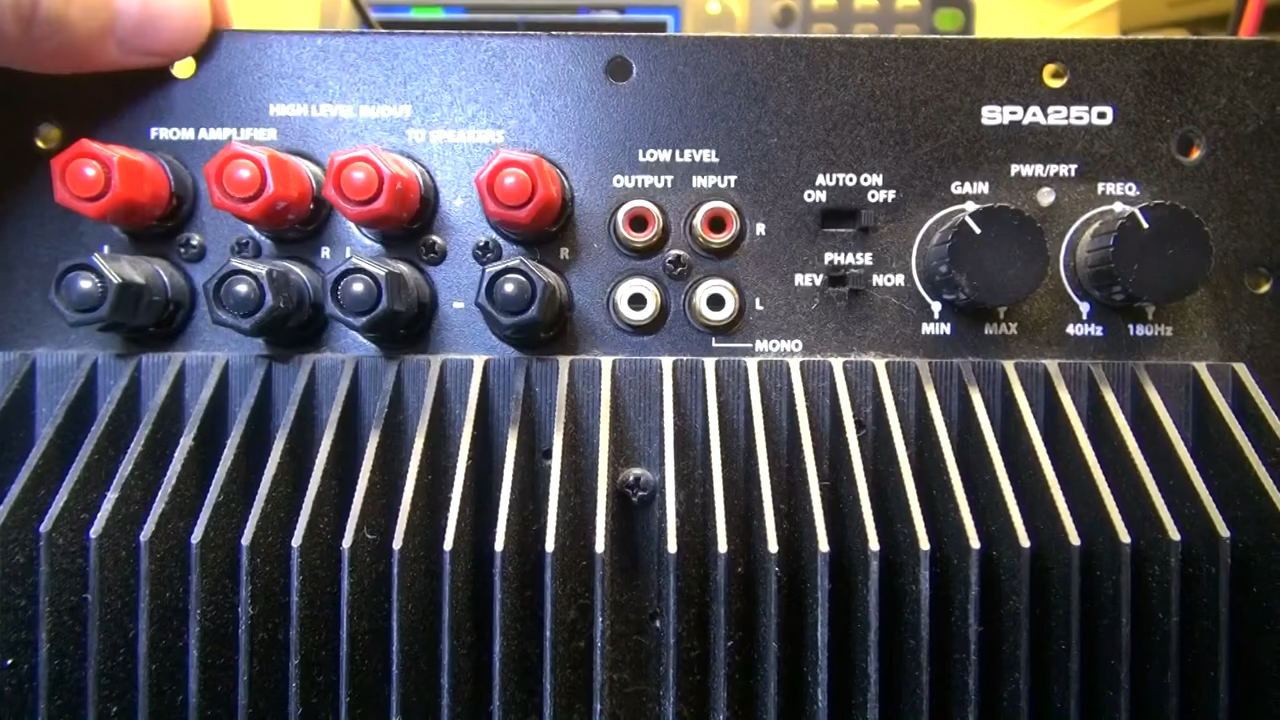 HIGH LEVEL IN/OUT
FROM AMPLIFIER
TO SPEAKERS
L
R
L
R
-
LOW LEVEL
OUTPUT
INPUT
R
L
MONO
AUTO ON
ON
OFF
PHASE
REV
NOR
SPA250
PWR/PRT
GAIN
MIN
MAX
FREQ.
40Hz
180Hz